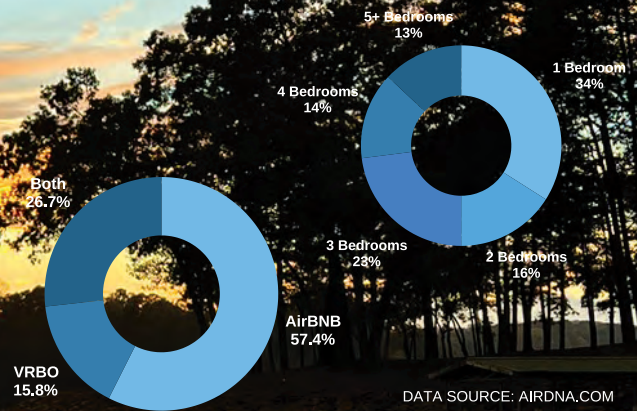 5+ Bedrooms
13%
1 Bedroom
34%
4 Bedrooms
14%
3 Bedrooms
23%
2 Bedrooms
16%
Both
26.7%
AirBNB
57.4%
VRBO
15.8%
DATA SOURCE: AIRDNA.COM